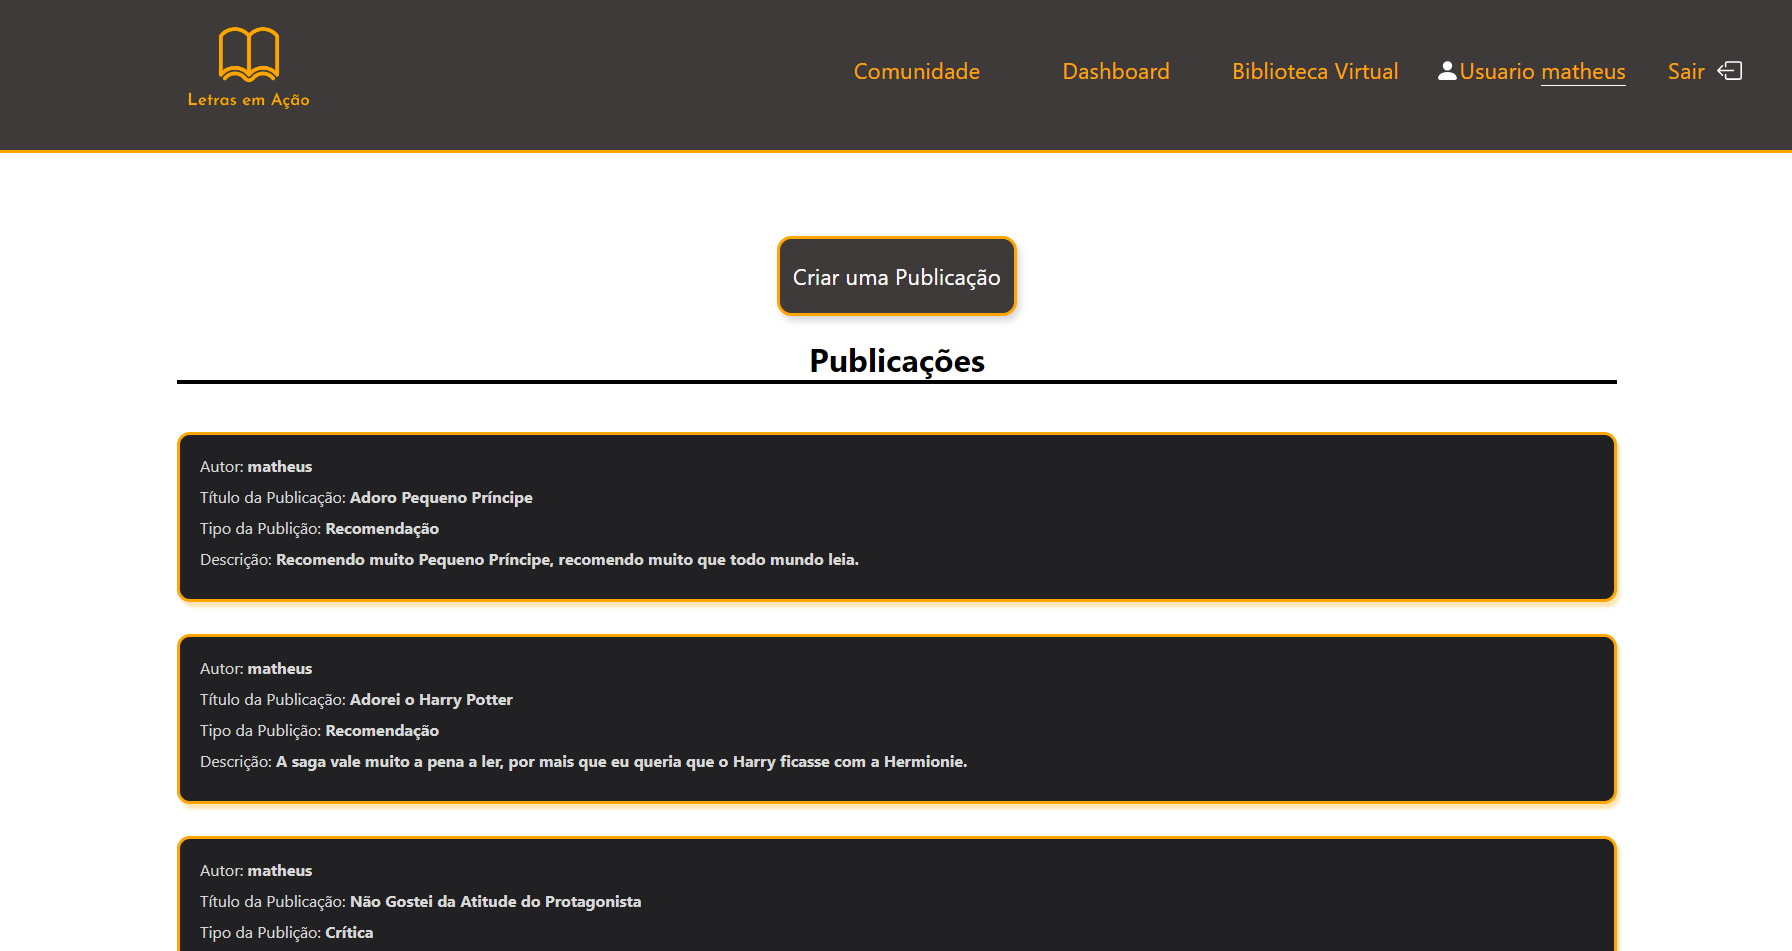 Letras em Ação
Comunidade
Dashboard
Biblioteca Virtual
Usuario matheus
Sair
Criar uma Publicação
Publicações
Autor: matheus
Título da Publicação: Adoro Pequeno Príncipe
Tipo da Publição: Recomendação
Descrição: Recomendo muito Pequeno Príncipe, recomendo muito que todo mundo leia.
Autor: matheus
Título da Publicação: Adorei o Harry Potter
Tipo da Publição: Recomendação
Descrição: A saga vale muito a pena a ler, por mais que eu queria que o Harry ficasse com a Hermionie.
Autor: matheus
Título da Publicação: Não Gostei da Atitude do Protagonista
Tipo da Publição: Crítica